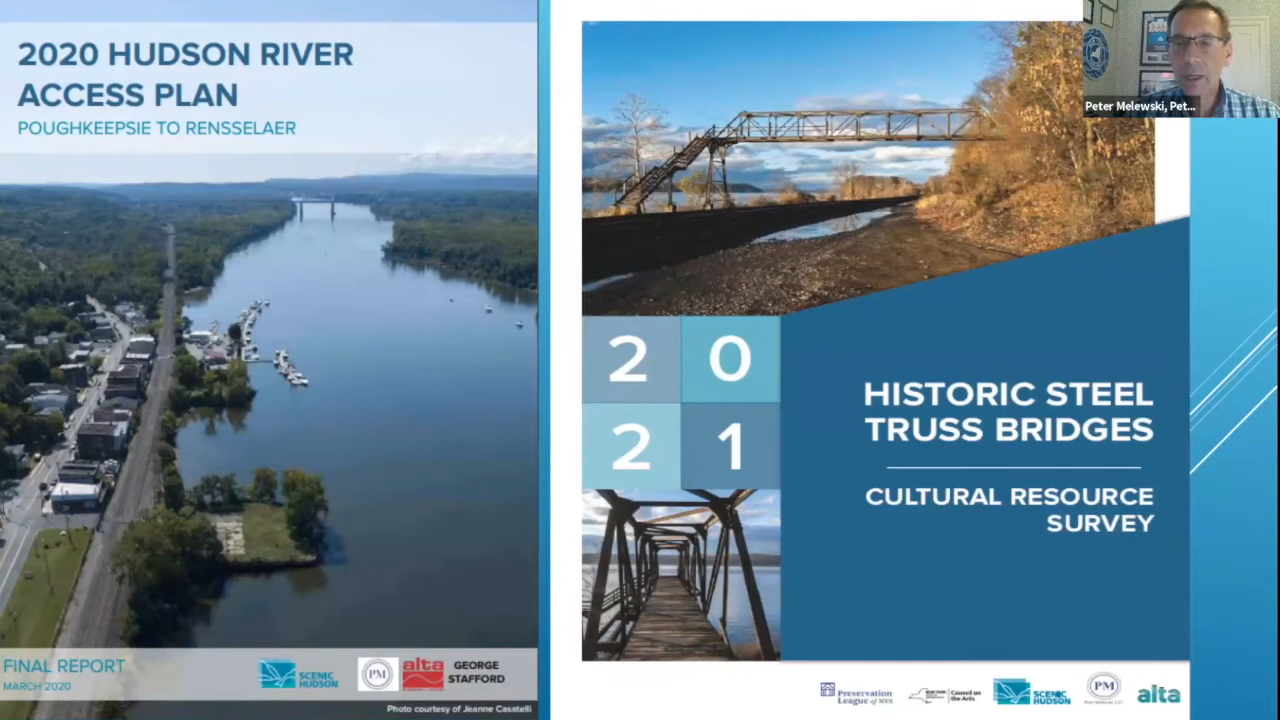 2020 HUDSON RIVER
ACCESS PLAN
POUGHKEEPSIE TO RENSSELAER
FINAL REPORT
MARCH 2020
SCENIC
HUDSON
PM
alta
GEORGE
STAFFORD
Photo courtesy of Jeanne Casatelli
Peter Melewski, Pet...
2 0
2 1
HISTORIC STEEL
TRUSS BRIDGES
CULTURAL RESOURCE
SURVEY
Preservation
League of NYS
Council on
the Arts
SCENIC
HUDSON
PM
alta